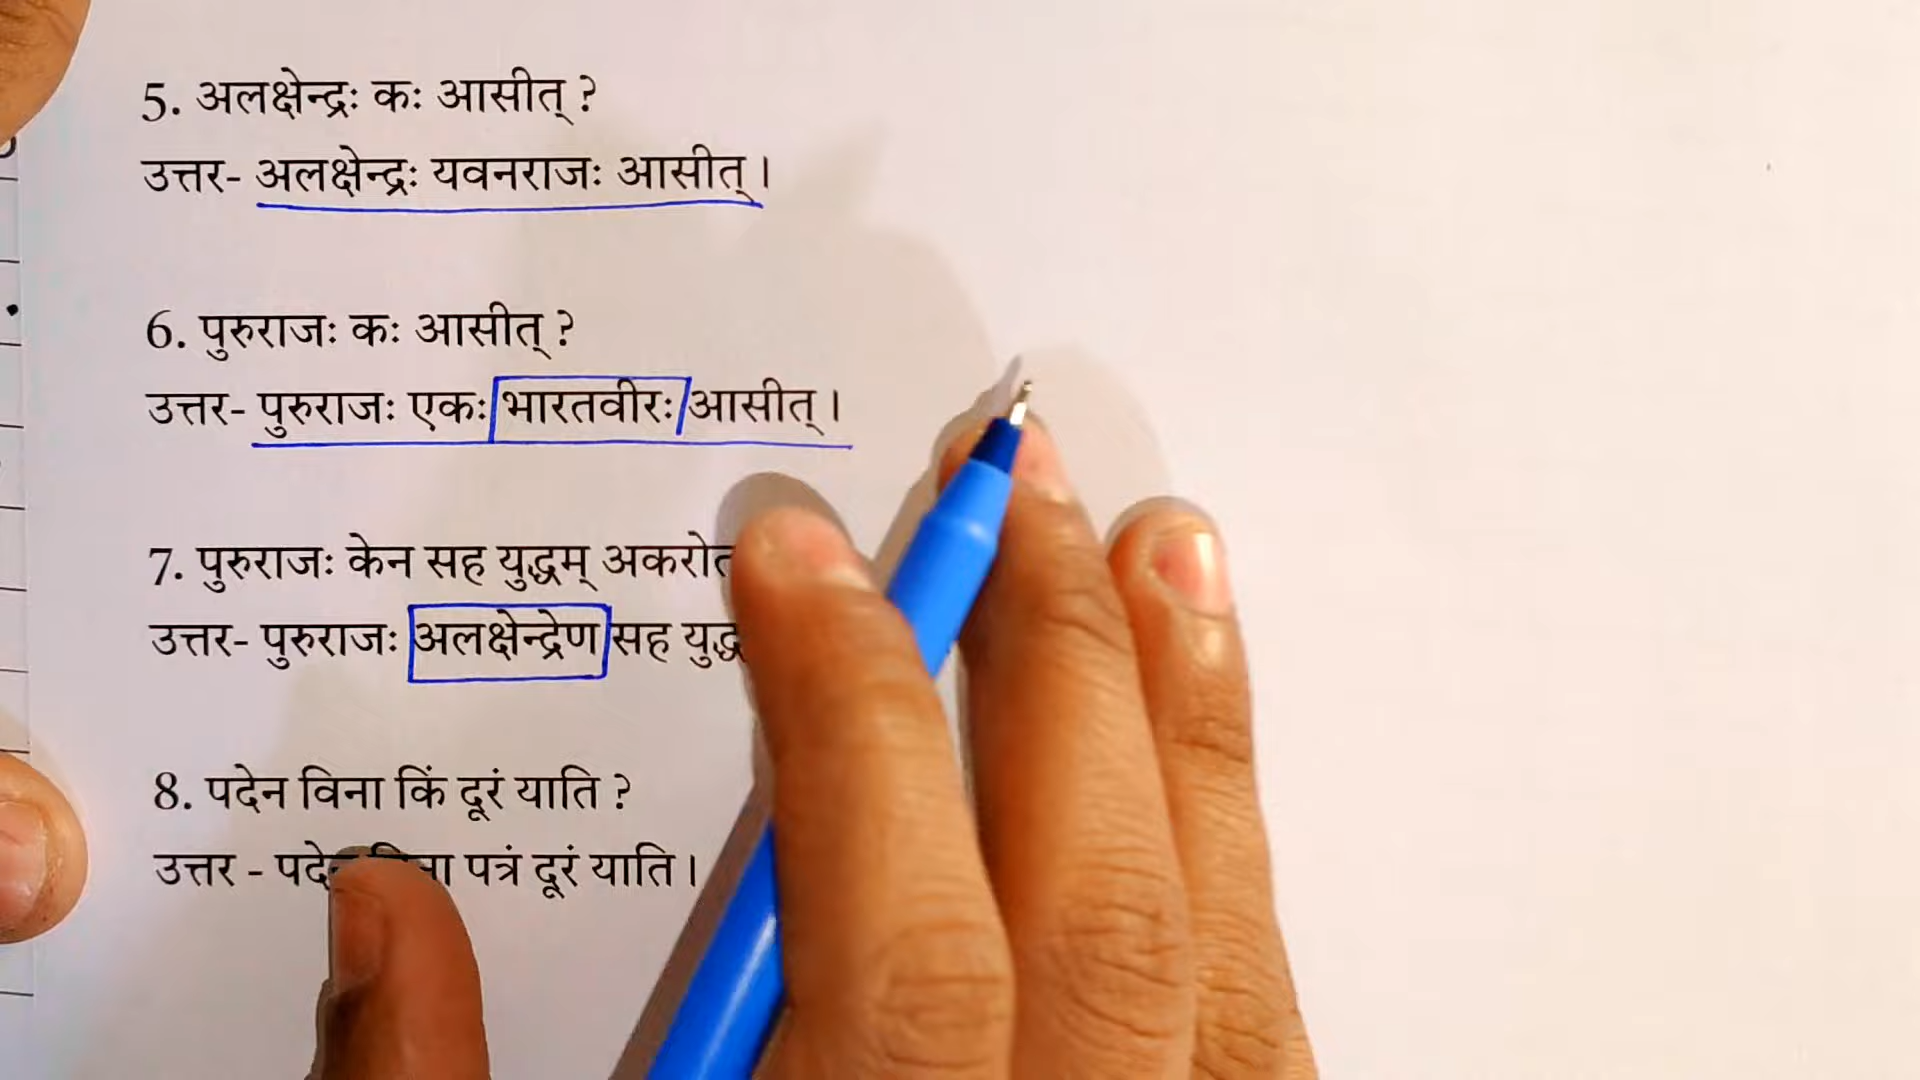 5. अलक्षेन्द्रः कः आसीत् ?
उत्तर- अलक्षेन्द्रः यवनराजः आसीत् ।
6. पुरुराजः कः आसीत् ?
उत्तर- पुरुराजः एकः भारतवीरः आसीत् ।
7. पुरुराजः केन सह युद्धम्
उत्तर- पुरुराजः अलक्षेन्द्रेण सह
8. पदेन विना किं दूरं याति ?
उत्तर - पत्रं दूरं याति ।